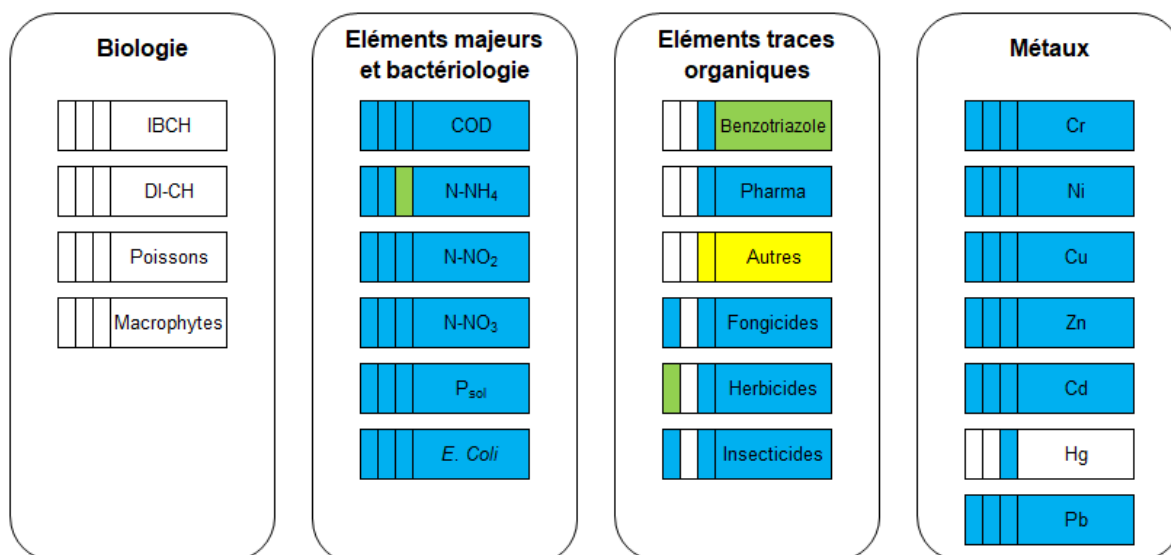 Biologie
IBCH
DI-CH
Poissons
Macrophytes
Eléments majeurs
et bactériologie
COD
N-NH₄
N-NO₂
N-NO₃
Psol
E. Coli
Eléments traces
organiques
Benzotriazole
Pharma
Autres
Fongicides
Herbicides
Insecticides
Métaux
Cr
Ni
Cu
Zn
Cd
Hg
Pb